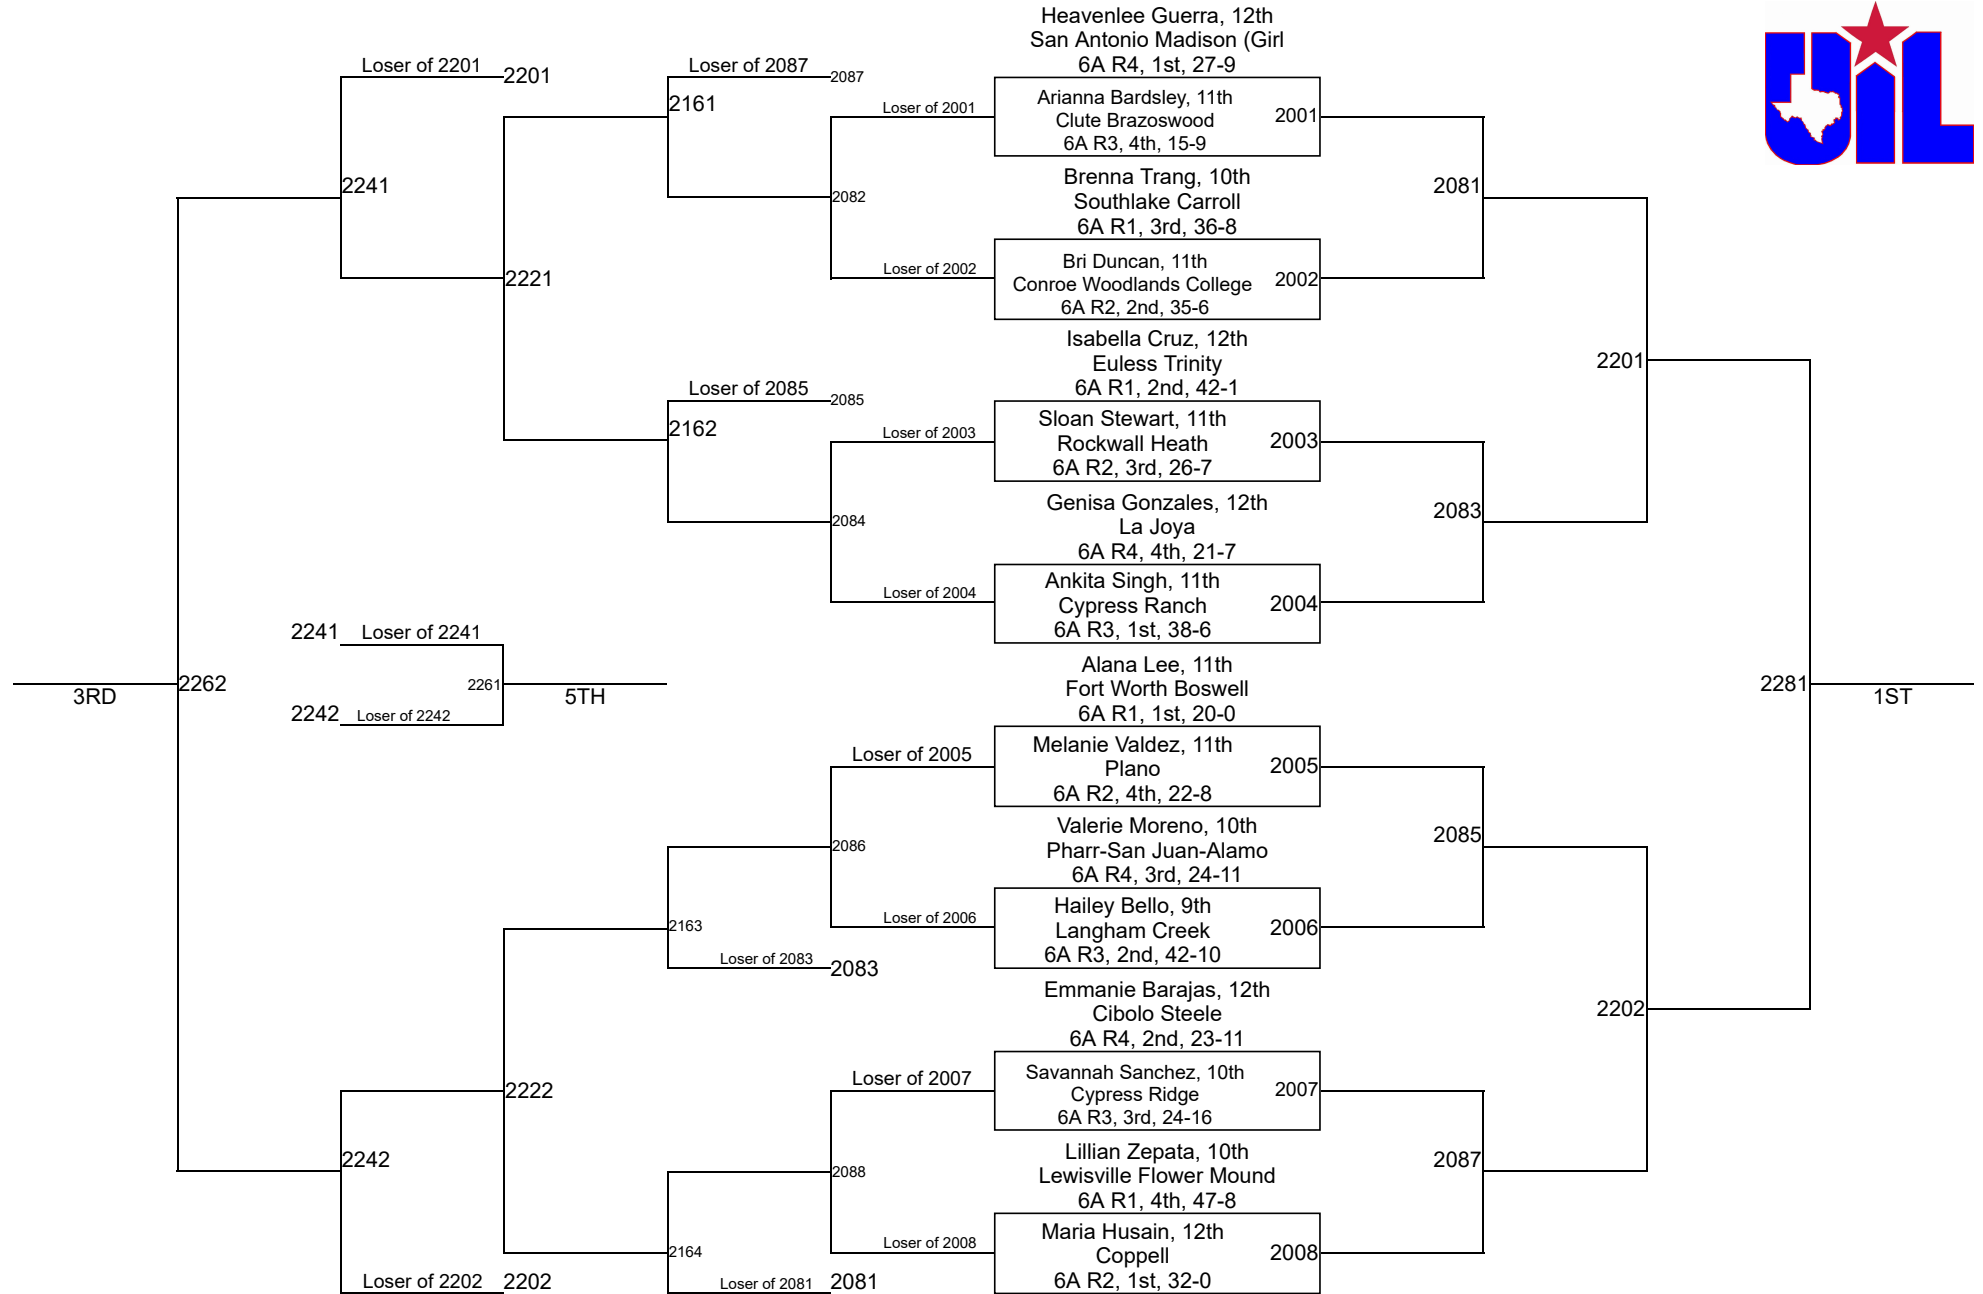 Heavenlee Guerra, 12th
San Antonio Madison (Girl
6A R4, 1st, 27-9
UIL
Loser of 2201 2201
Loser of 2087 2087
Arianna Bardsley, 11th
Clute Brazoswood
6A R3, 4th, 15-9
2001
Loser of 2001
2161
Brenna Trang, 10th
Southlake Carroll
6A R1, 3rd, 36-8
2241
2082
2081
Bri Duncan, 11th
Conroe Woodlands College
6A R2, 2nd, 35-6
2002
Loser of 2002
2221
Isabella Cruz, 12th
Euless Trinity
6A R1, 2nd, 42-1
2201
Loser of 2085 2085
Sloan Stewart, 11th
Rockwall Heath
6A R2, 3rd, 26-7
2003
Loser of 2003
2162
Genisa Gonzales, 12th
La Joya
6A R4, 4th, 21-7
2084
2083
Ankita Singh, 11th
Cypress Ranch
6A R3, 1st, 38-6
2004
Loser of 2004
2241 Loser of 2241
Alana Lee, 11th
Fort Worth Boswell
6A R1, 1st, 20-0
3RD
2262
2261
5TH
2281
1ST
2242 Loser of 2242
Melanie Valdez, 11th
Plano
6A R2, 4th, 22-8
2005
Loser of 2005
Valerie Moreno, 10th
Pharr-San Juan-Alamo
6A R4, 3rd, 24-11
2086
2085
Hailey Bello, 9th
Langham Creek
6A R3, 2nd, 42-10
2006
Loser of 2006
2163
Loser of 2083 2083
Emmanie Barajas, 12th
Cibolo Steele
6A R4, 2nd, 23-11
2202
Savannah Sanchez, 10th
Cypress Ridge
6A R3, 3rd, 24-16
2007
Loser of 2007
2222
Lillian Zepata, 10th
Lewisville Flower Mound
6A R1, 4th, 47-8
2242
2088
2087
Maria Husain, 12th
Coppell
6A R2, 1st, 32-0
2008
Loser of 2008
2164
Loser of 2202 2202
Loser of 2081 2081